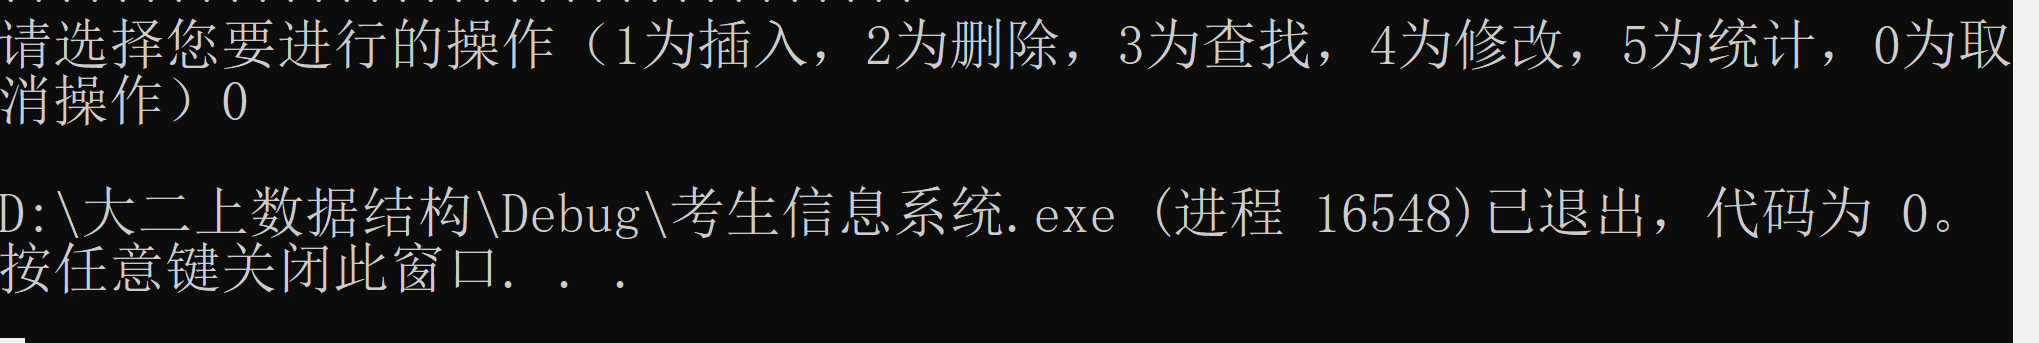 请选择您要进行的操作（1为插入，2为删除，3为查找，4为修改，5为统计，0为取
消操作）0
D:\大二上数据结构\Debug\考生信息系统.exe (进程 16548)已退出，代码为 0。
按任意键关闭此窗口. . .